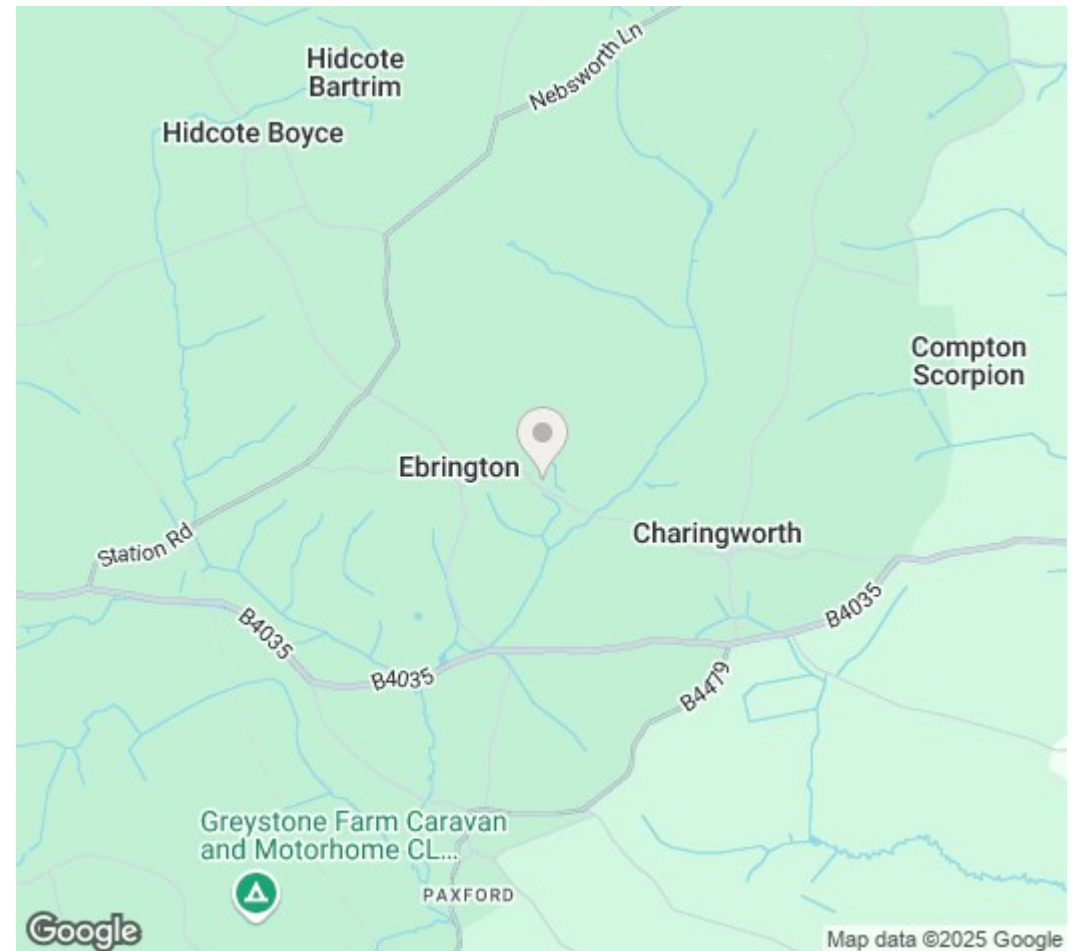 Hidcote
Bartrim
Nebsworth Ln
Hidcote Boyce
Compton
Scorpion
Ebrington
Charingworth
Station Rd
B4035
B4035
B4035
B4479
Greystone Farm Caravan
and Motorhome CL...
PAXFORD
Google
Map data ©2025 Google